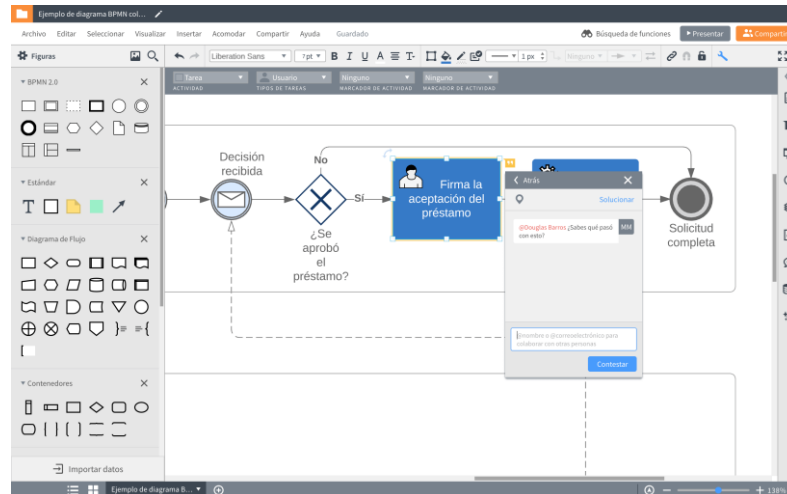 Ejemplo de diagrama BPMN col...
Archivo Editar Seleccionar Visualizar Insertar Acomodar Compartir Ayuda Guardado Búsqueda de funciones Presentar Compartir
Figuras Liberation Sans ?pt B I U A T 1 px Ninguno
BPMN 2.0
Tarea Usuario Ninguno Ninguno
ACTIVIDAD TIPOS DE TAREAS MARCADOR DE ACTIVIDAD MARCADOR DE ACTIVIDAD
Estándar
T
Diagrama de Flujo
Contenedores
Importar datos
Decisión
recibida
No
Sí
¿Se
aprobó
el
préstamo?
Firma la
aceptación del
préstamo
Atrás
Solucionar
@Douglas Barros ¿Sabes qué pasó
con esto?
MM
@nombre o @correoelectrónico para
colaborar con otras personas
Contestar
Solicitud
completa
Ejemplo de diagrama B...
138%